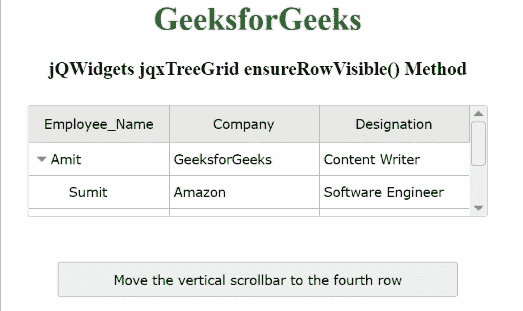 GeeksforGeeks
jQWidgets jqxTreeGrid ensureRowVisible() Method
Employee_Name Company Designation
Amit GeeksforGeeks Content Writer
Sumit Amazon Software Engineer
Move the vertical scrollbar to the fourth row